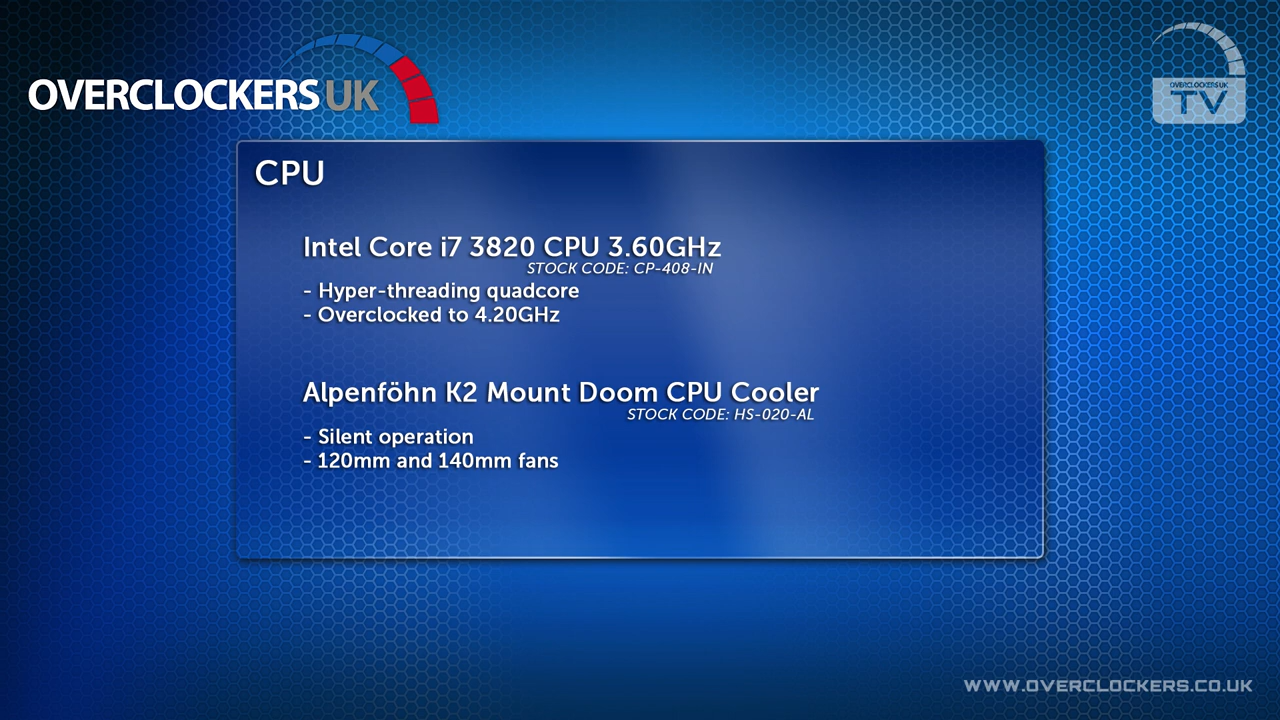 OVERCLOCKERS UK
OVERCLOCKERS UK
TV
CPU
Intel Core i7 3820 CPU 3.60GHz
STOCK CODE: CP-408-IN
- Hyper-threading quadcore
- Overclocked to 4.20GHz
Alpenföhn K2 Mount Doom CPU Cooler
STOCK CODE: HS-020-AL
- Silent operation
- 120mm and 140mm fans
WWW.OVERCLOCKERS.CO.UK